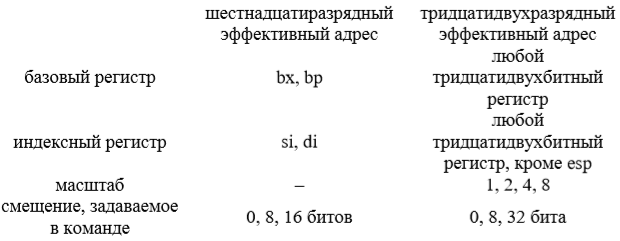 шестнадцатиразрядный тридцатидвухразрядный
эффективный адрес эффективный адрес
любой
базовый регистр bx, bp тридцатидвухбитный
регистр
любой
индексный регистр si, di тридцатидвухбитный
регистр, кроме esp
масштаб – 1, 2, 4, 8
смещение, задаваемое
в команде 0, 8, 16 битов 0, 8, 32 бита